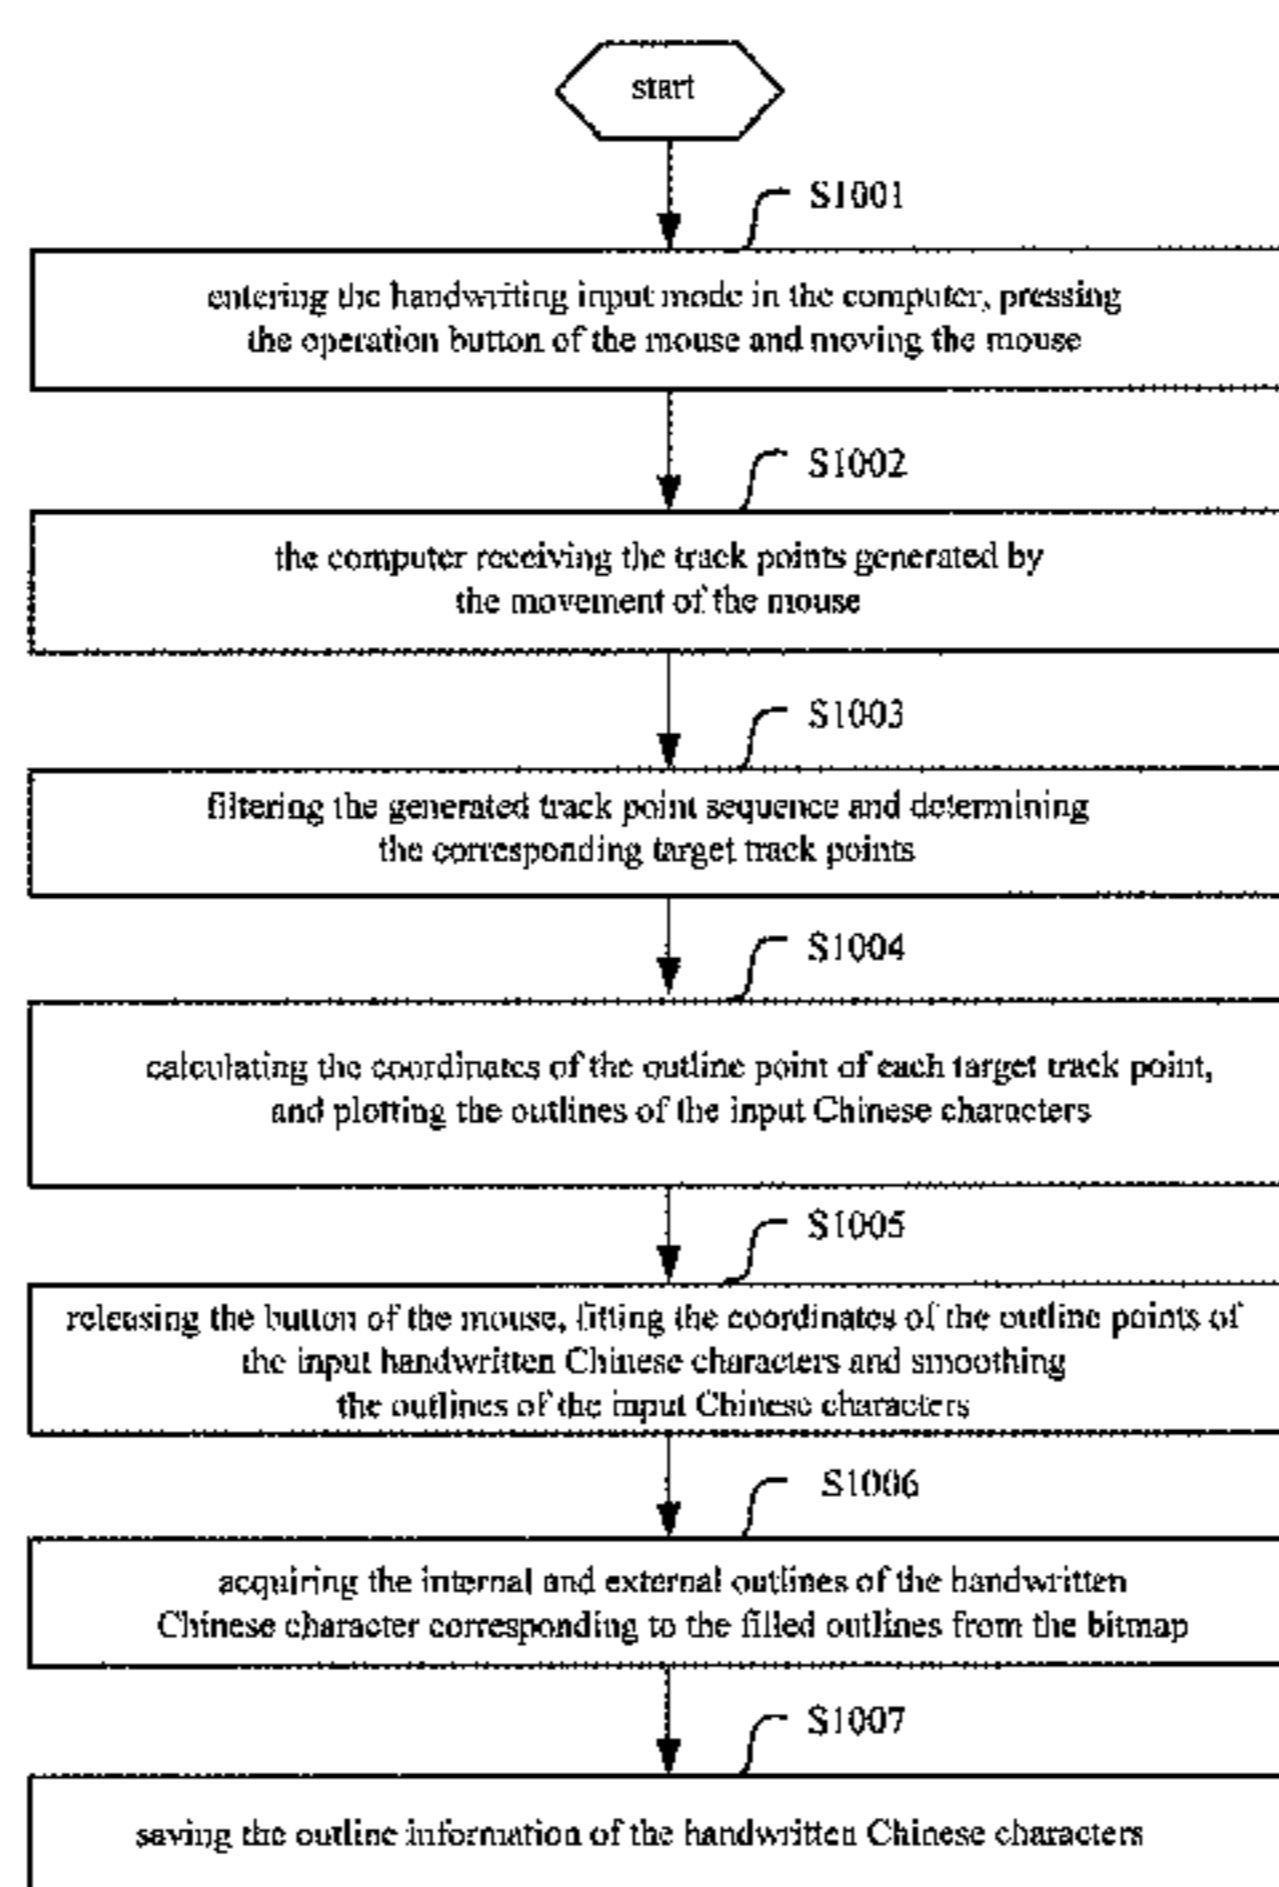 start
S1001
entering the handwriting input mode in the computer, pressing
the operation button of the mouse and moving the mouse
S1002
the computer receiving the track points generated by
the movement of the mouse
S1003
filtering the generated track point sequence and determining
the corresponding target track points
S1004
calculating the coordinates of the outline point of each target track point,
and plotting the outlines of the input Chinese characters
S1005
releasing the button of the mouse, fitting the coordinates of the outline points of
the input handwritten Chinese characters and smoothing
the outlines of the input Chinese characters
S1006
acquiring the internal and external outlines of the handwritten
Chinese character corresponding to the filled outlines from the bitmap
S1007
saving the outline information of the handwritten Chinese characters